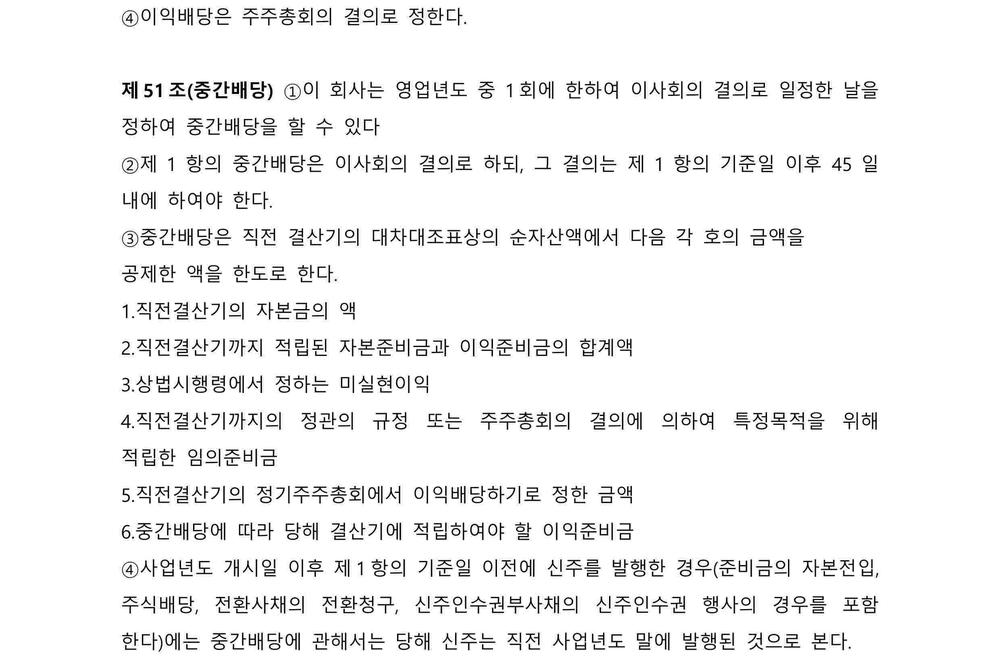 ④이익배당은 주주총회의 결의로 정한다.
제 51 조(중간배당) ①이 회사는 영업년도 중 1회에 한하여 이사회의 결의로 일정한 날을
정하여 중간배당을 할 수 있다
②제 1 항의 중간배당은 이사회의 결의로 하되, 그 결의는 제 1 항의 기준일 이후 45 일
내에 하여야 한다.
③중간배당은 직전 결산기의 대차대조표상의 순자산액에서 다음 각 호의 금액을
공제한 액을 한도로 한다.
1.직전결산기의 자본금의 액
2.직전결산기까지 적립된 자본준비금과 이익준비금의 합계액
3.상법시행령에서 정하는 미실현이익
4.직전결산기까지의 정관의 규정 또는 주주총회의 결의에 의하여 특정목적을 위해
적립한 임의준비금
5.직전결산기의 정기주주총회에서 이익배당하기로 정한 금액
6.중간배당에 따라 당해 결산기에 적립하여야 할 이익준비금
④사업년도 개시일 이후 제 1 항의 기준일 이전에 신주를 발행한 경우(준비금의 자본전입,
주식배당, 전환사채의 전환청구, 신주인수권부사채의 신주인수권 행사의 경우를 포함
한다)에는 중간배당에 관해서는 당해 신주는 직전 사업년도 말에 발행된 것으로 본다.